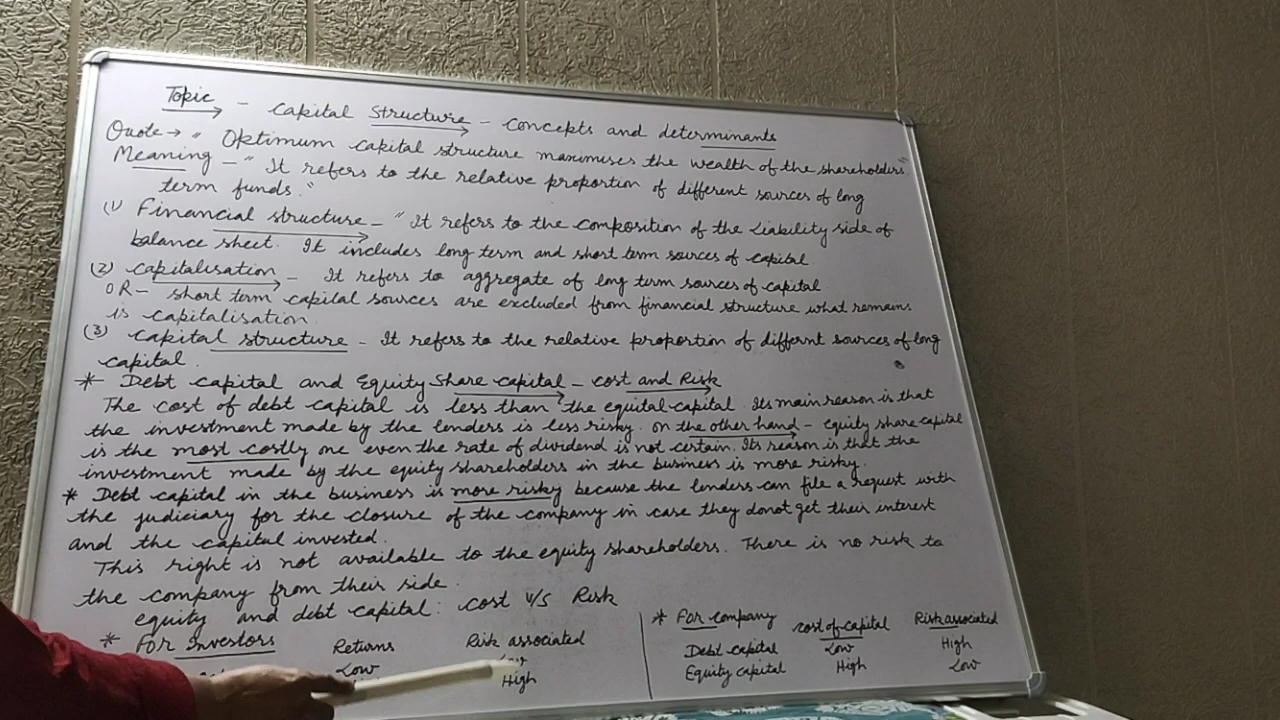 Topic - Capital Structure - concepts and determinants
Quote → " Optimum capital structure maximises the wealth of the shareholders"
Meaning - " It refers to the relative proportion of different sources of long
term funds."
(1) Financial structure - " It refers to the composition of the liability side of
balance sheet. It includes long term and short term sources of capital
(2) Capitalisation - It refers to aggregate of long term sources of capital
OR - short term capital sources are excluded from financial structure what remains
is capitalisation.
(3) Capital structure - It refers to the relative proportion of differnt sources of long
capital.
* Debt capital and Equity Share capital - cost and Risk
The cost of debt capital is less than the equital capital. Its main reason is that
the investment made by the lenders is less risky. on the other hand - equity share capital
is the most costly one even the rate of dividend is not certain. Its reason is that the
investment made by the equity shareholders in the business is more risky.
* Debt capital in the business is more risky because the lenders can file a request with
the judiciary for the closure of the company in case they donot get their interest
and the capital invested.
This right is not available to the equity shareholders. There is no risk to
the company from their side.
equity and debt capital: cost v/s Risk
* For Investors Returns Risk associated
Low
High
* For company cost of capital Risk associated
Debt capital Low High
Equity capital High Low